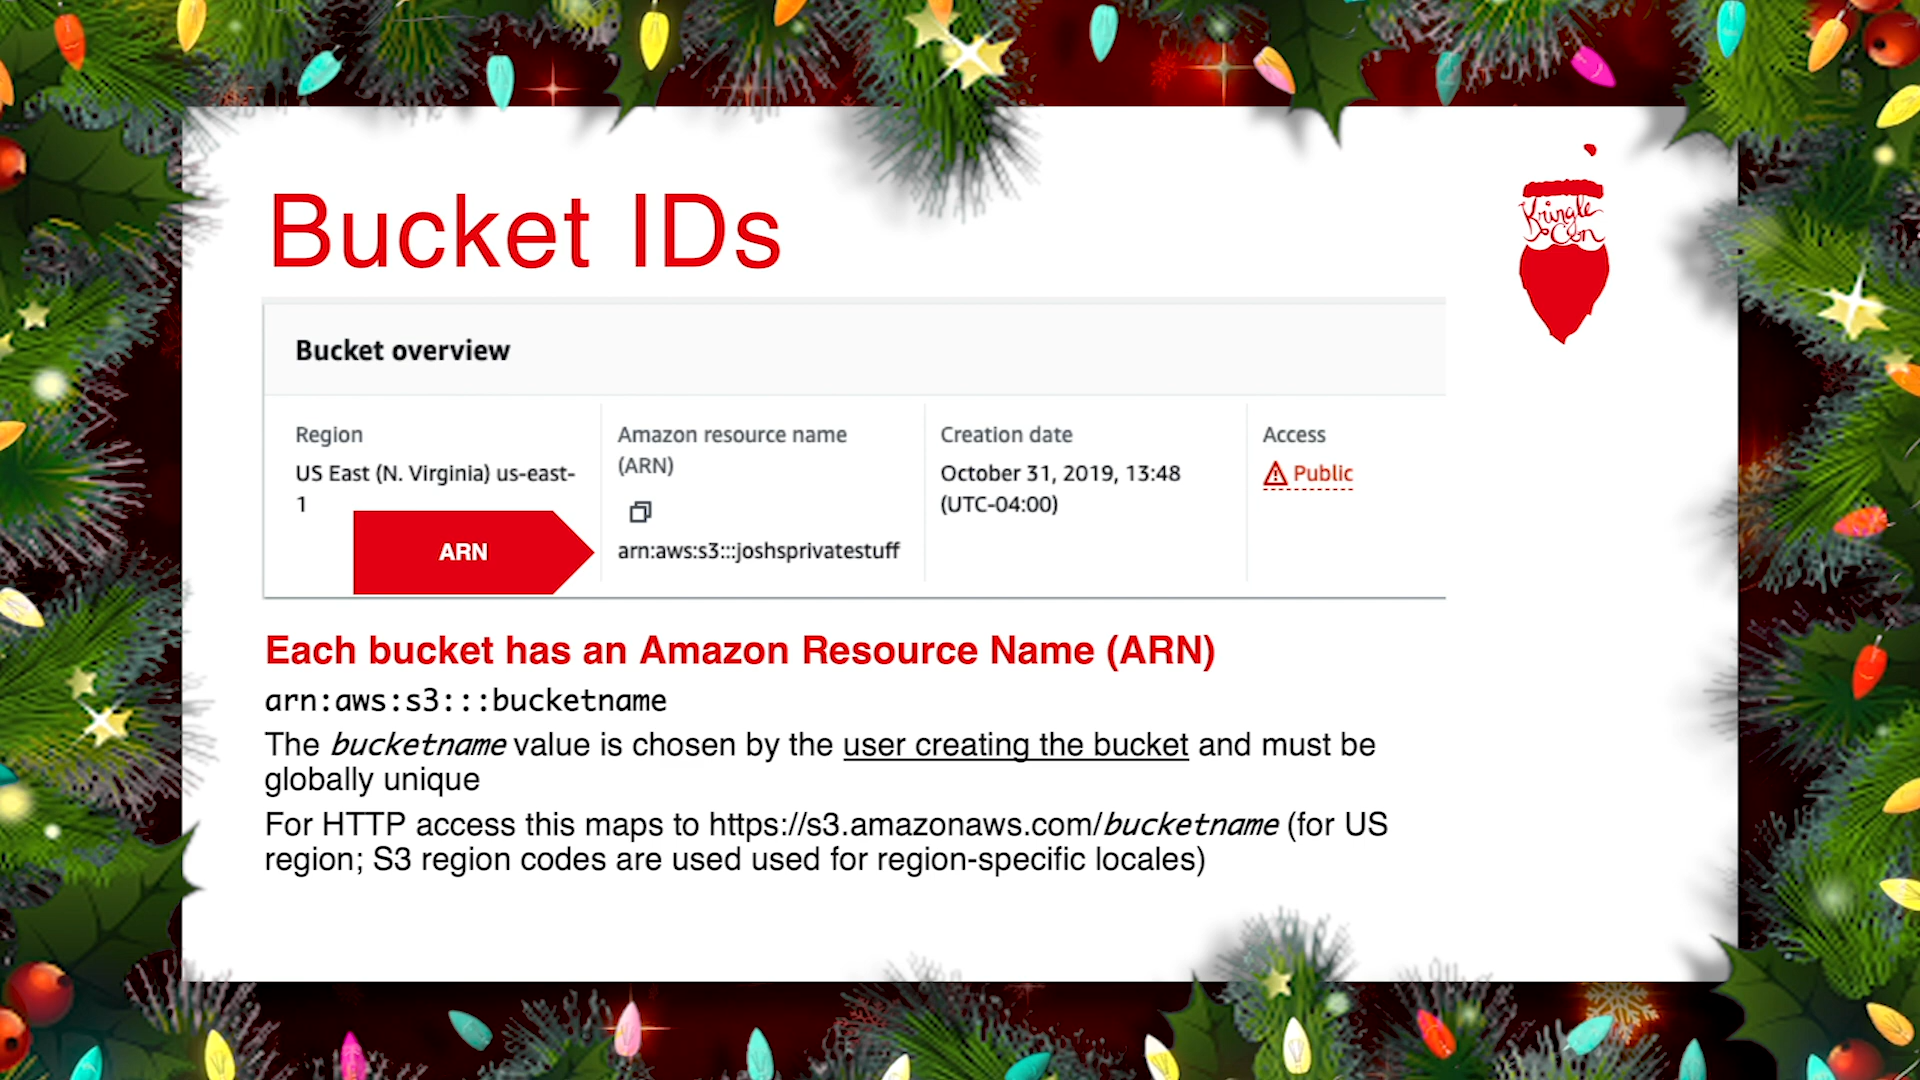 Kringle
Con
Bucket IDs
Bucket overview
Region
US East (N. Virginia) us-east-
1
Amazon resource name
(ARN)
arn:aws:s3:::joshsprivatestuff
Creation date
October 31, 2019, 13:48
(UTC-04:00)
Access
Public
ARN
Each bucket has an Amazon Resource Name (ARN)
arn:aws:s3:::bucketname
The bucketname value is chosen by the user creating the bucket and must be
globally unique
For HTTP access this maps to https://s3.amazonaws.com/bucketname (for US
region; S3 region codes are used used for region-specific locales)